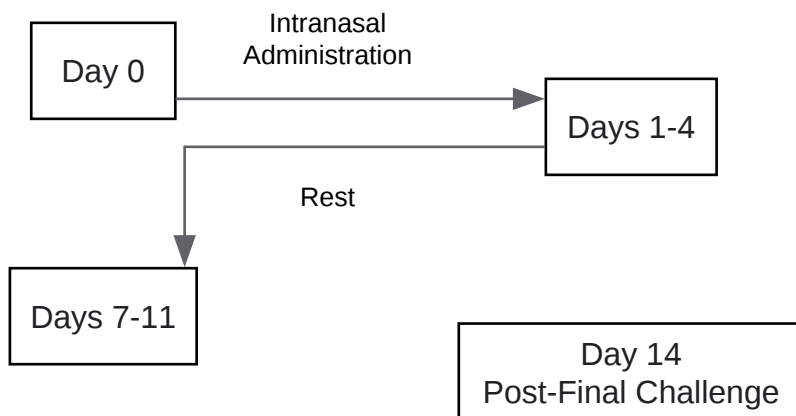 Intranasal
Administration
Day 0
Days 1-4
Rest
Days 7-11
Day 14
Post-Final Challenge